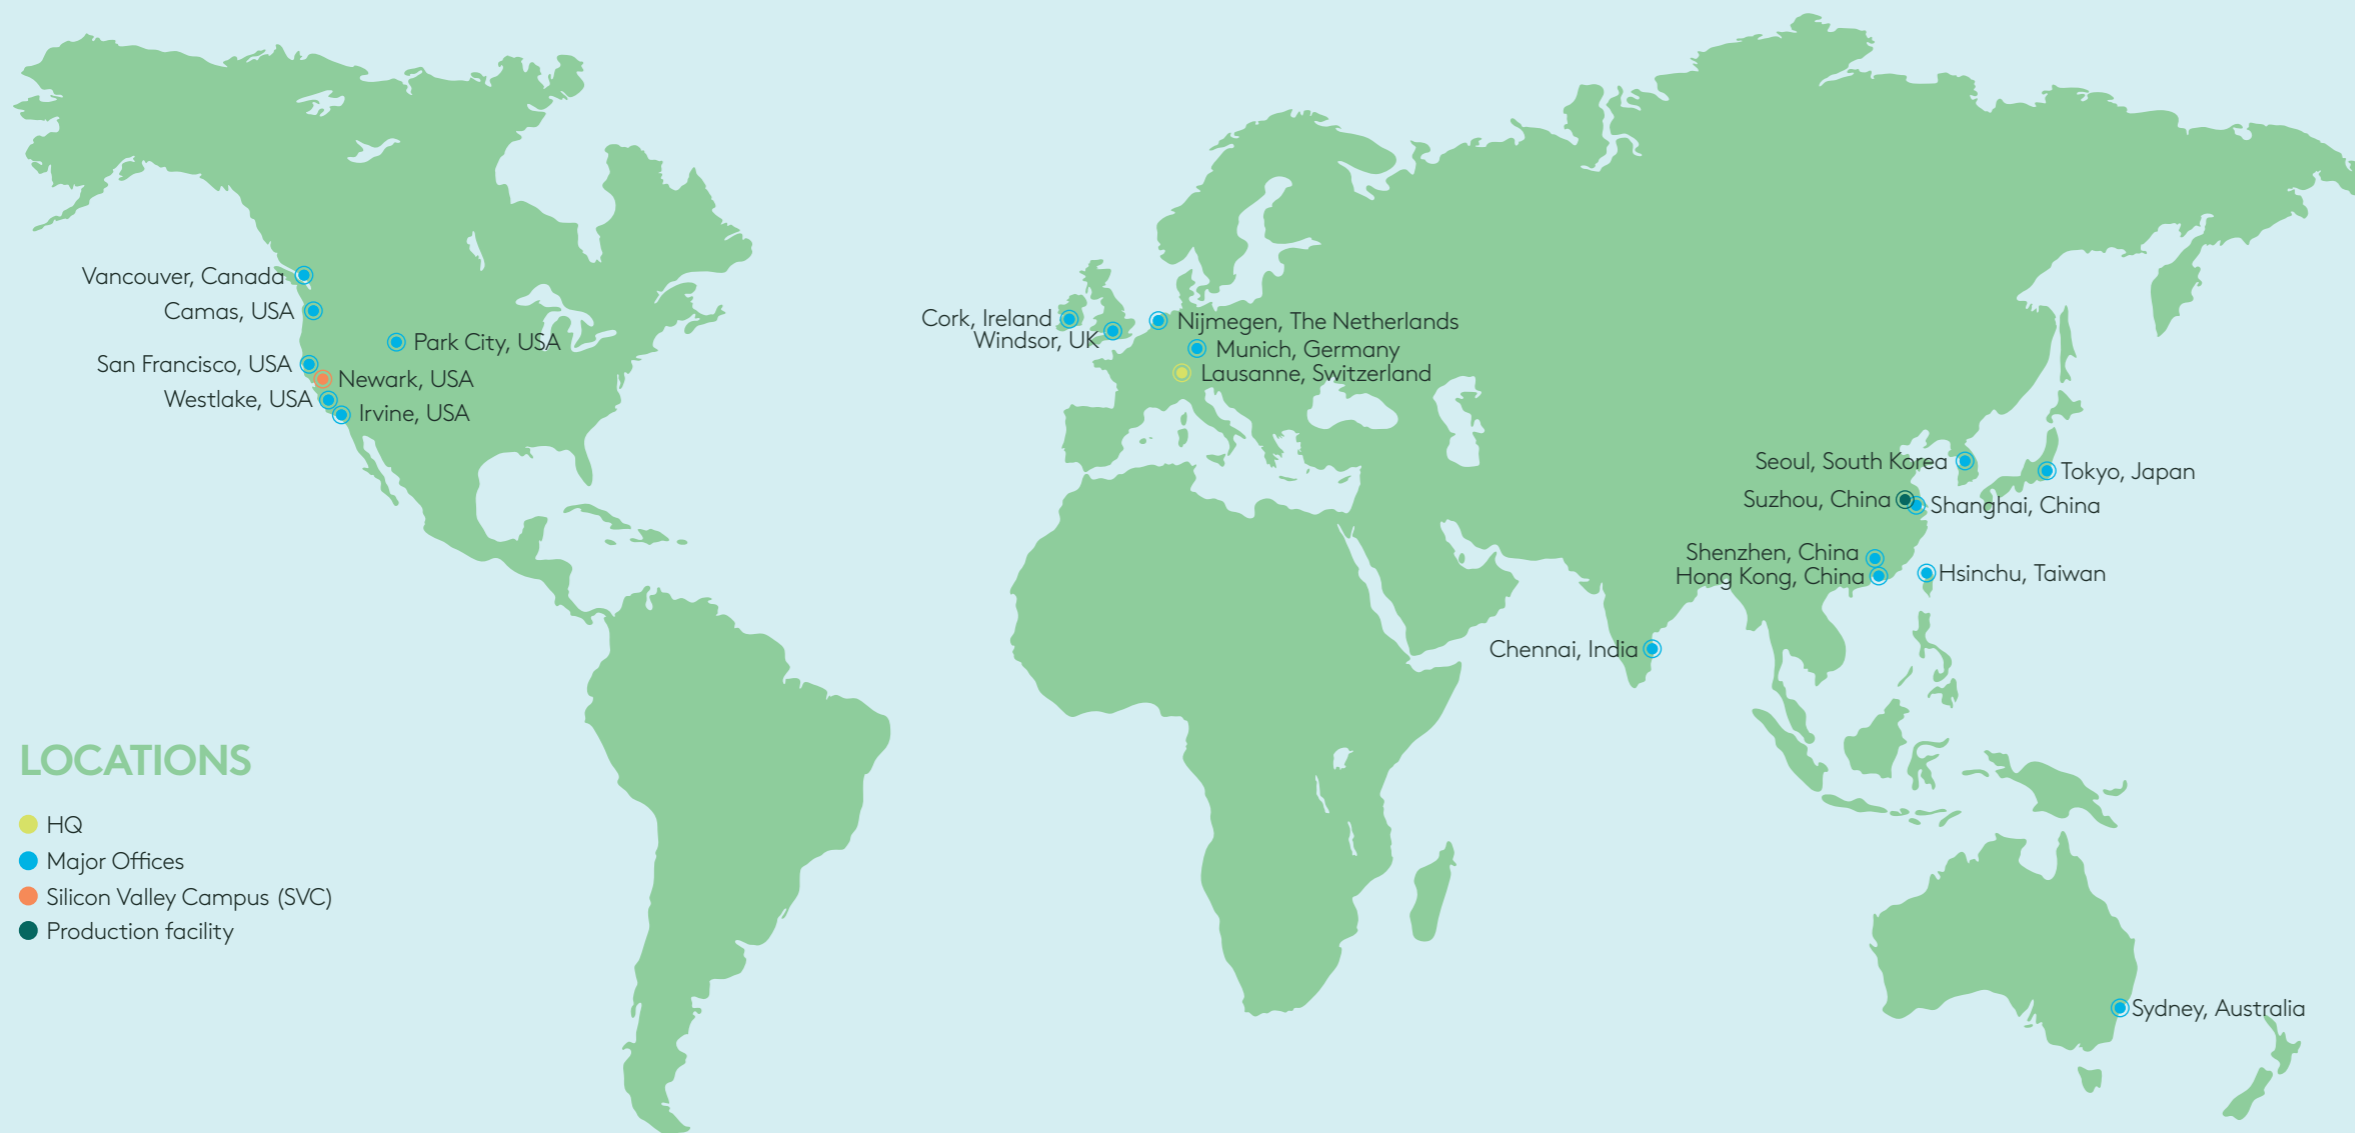 Vancouver, Canada
Camas, USA
Park City, USA
San Francisco, USA
Newark, USA
Westlake, USA
Irvine, USA
Cork, Ireland
Windsor, UK
Nijmegen, The Netherlands
Munich, Germany
Lausanne, Switzerland
Seoul, South Korea
Tokyo, Japan
Suzhou, China
Shanghai, China
Shenzhen, China
Hong Kong, China
Hsinchu, Taiwan
Chennai, India
Sydney, Australia
LOCATIONS
HQ
Major Offices
Silicon Valley Campus (SVC)
Production facility